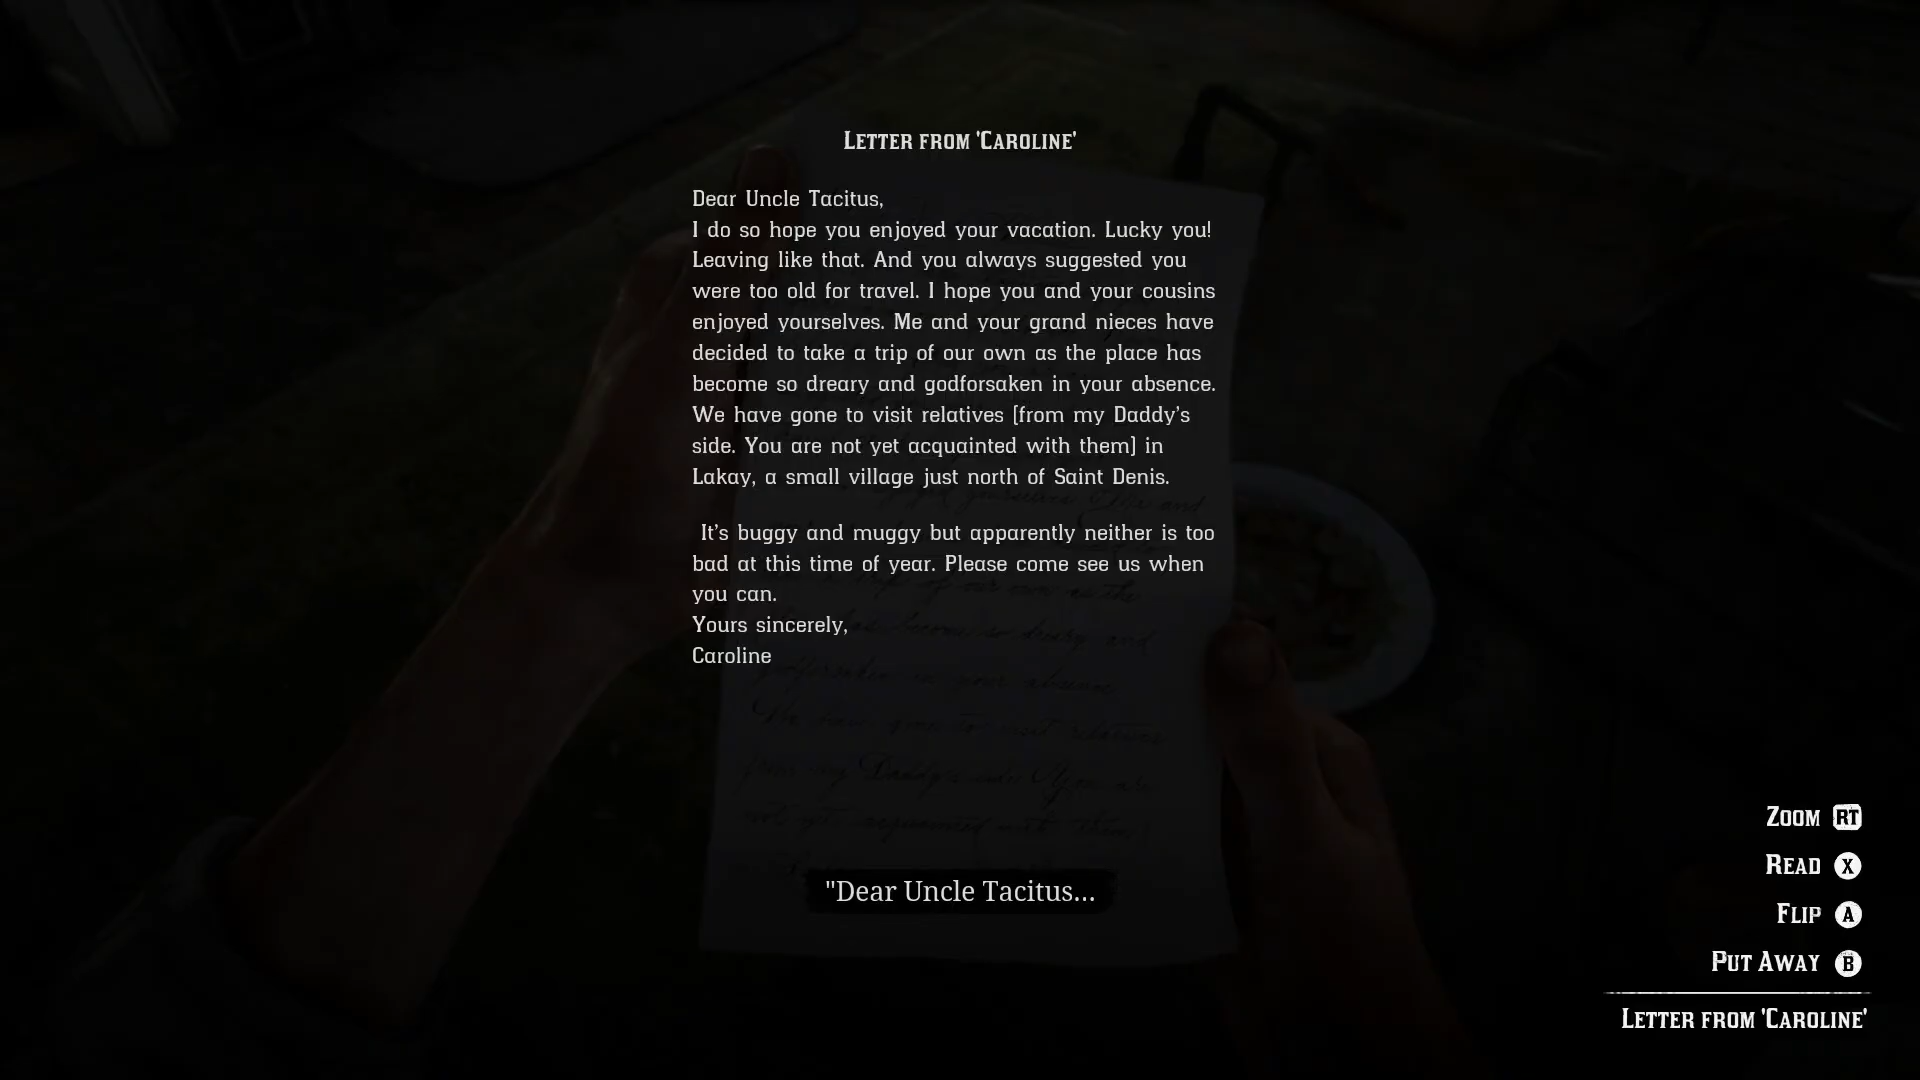 Letter from 'Caroline'
Dear Uncle Tacitus,
I do so hope you enjoyed your vacation. Lucky you!
Leaving like that. And you always suggested you
were too old for travel. I hope you and your cousins
enjoyed yourselves. Me and your grand nieces have
decided to take a trip of our own as the place has
become so dreary and godforsaken in your absence.
We have gone to visit relatives [from my Daddy's
side. You are not yet acquainted with them] in
Lakay, a small village just north of Saint Denis.
It's buggy and muggy but apparently neither is too
bad at this time of year. Please come see us when
you can.
Yours sincerely,
Caroline
"Dear Uncle Tacitus...
Zoom RT
Read X
Flip A
Put Away B
Letter from 'Caroline'